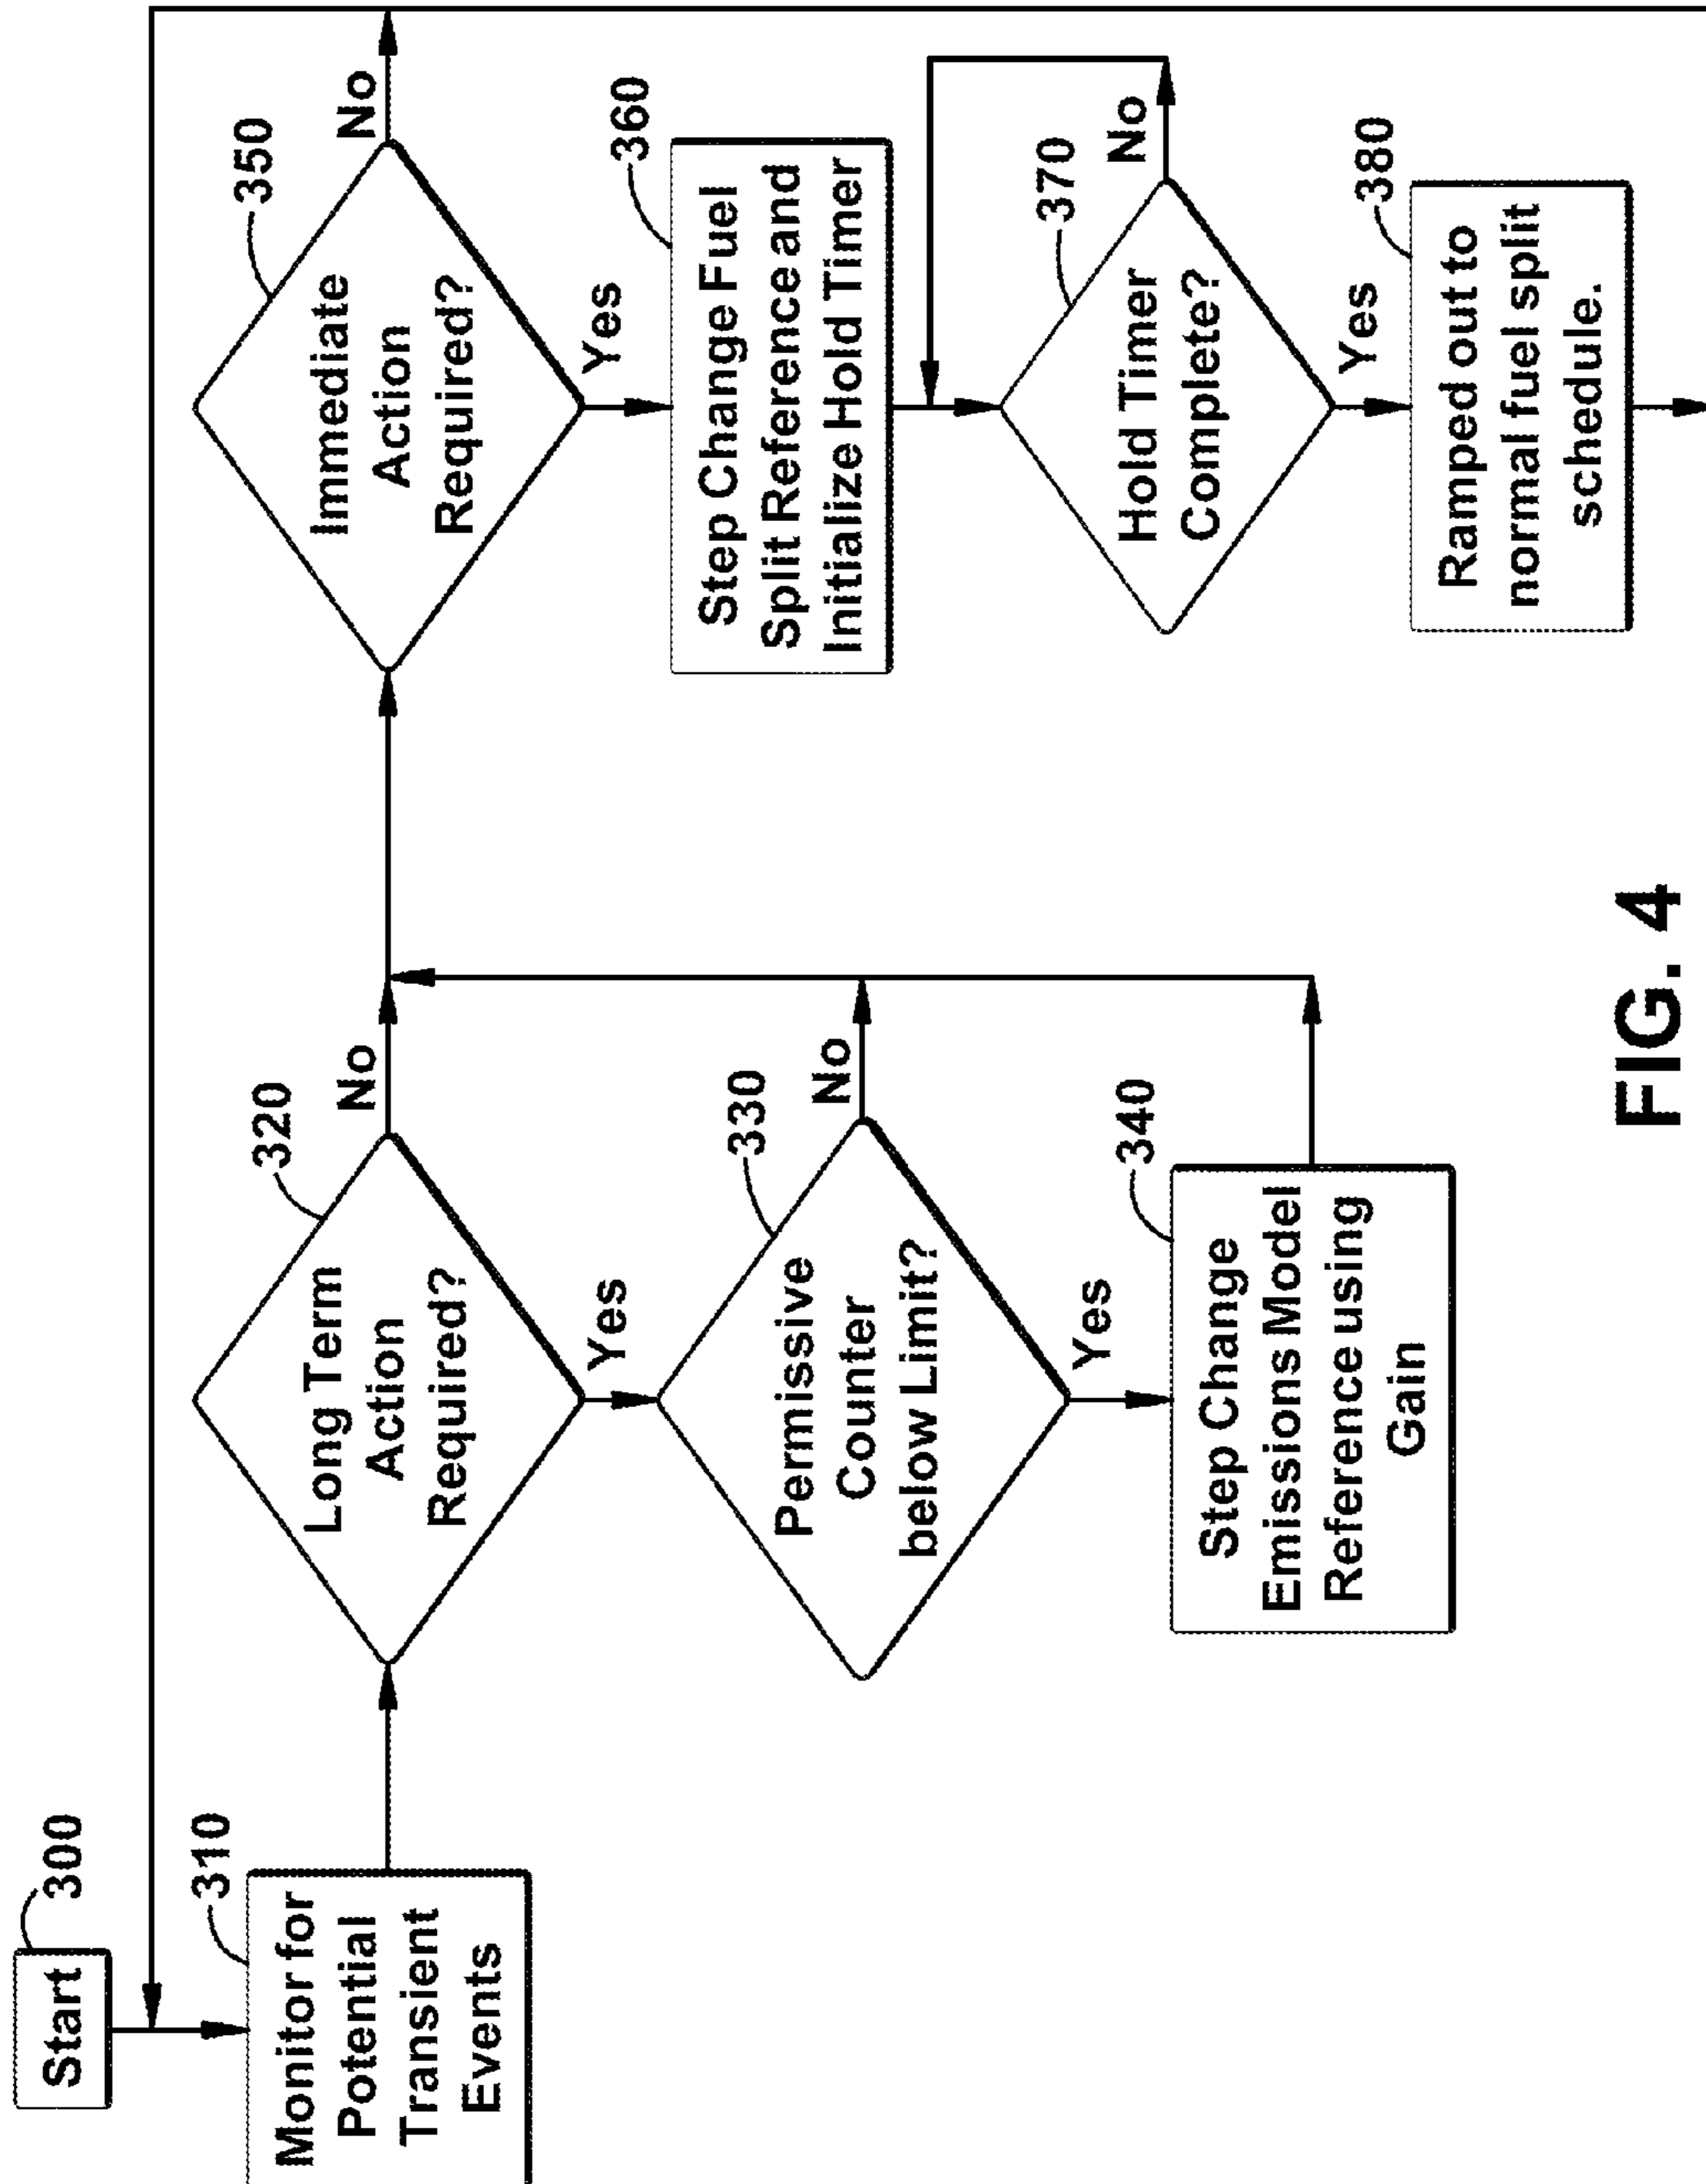 Start
300
Monitor for
Potential
Transient
Events
310
Long Term
Action
Required?
320
No
Yes
Permissive
Counter
below Limit?
330
No
Yes
Step Change
Emissions Model
Reference using
Gain
340
Immediate
Action
Required?
350
No
Yes
Step Change Fuel
Split Reference and
Initialize Hold Timer
360
Hold Timer
Complete?
370
No
Yes
Ramped out to
normal fuel split
schedule.
380
FIG. 4